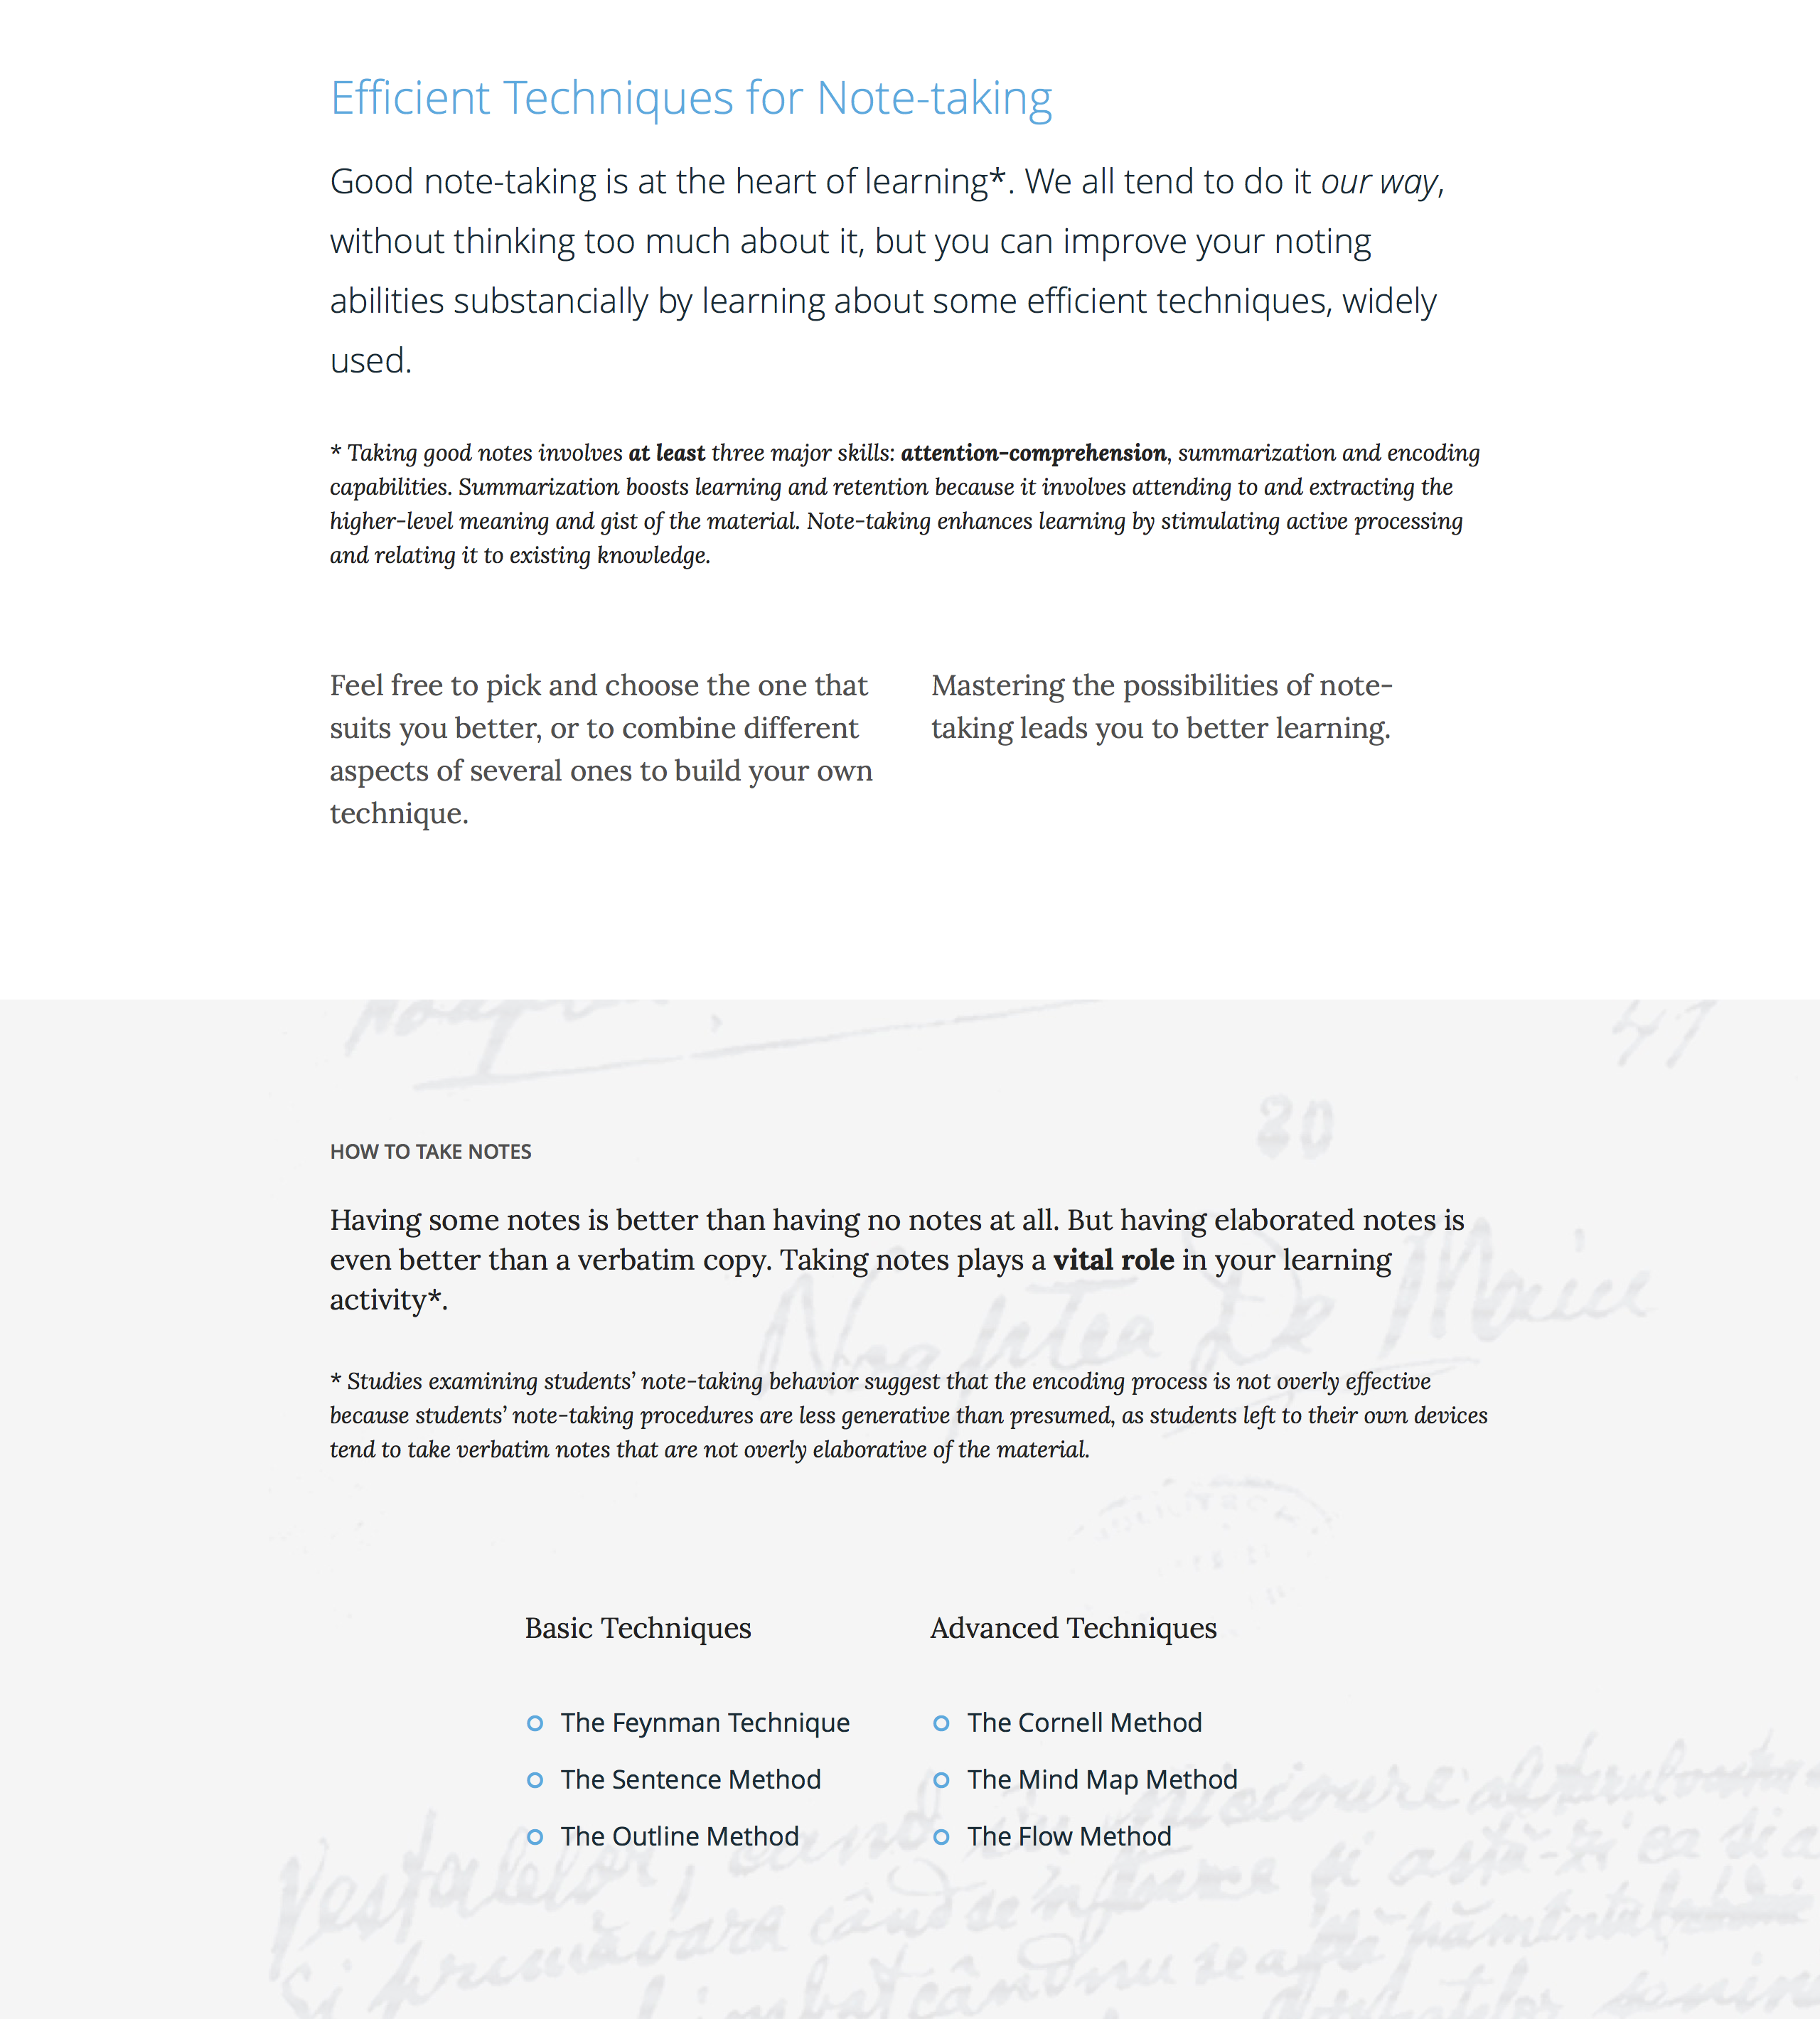 Efficient Techniques for Note-taking
Good note-taking is at the heart of learning*. We all tend to do it our way,
without thinking too much about it, but you can improve your noting
abilities substancially by learning about some efficient techniques, widely
used.
* Taking good notes involves at least three major skills: attention-comprehension, summarization and encoding
capabilities. Summarization boosts learning and retention because it involves attending to and extracting the
higher-level meaning and gist of the material. Note-taking enhances learning by stimulating active processing
and relating it to existing knowledge.
Feel free to pick and choose the one that
suits you better, or to combine different
aspects of several ones to build your own
technique.
Mastering the possibilities of note-
taking leads you to better learning.
20
HOW TO TAKE NOTES
Having some notes is better than having no notes at all. But having elaborated notes is
even better than a verbatim copy. Taking notes plays a vital role in your learning
activity*.
Noaptea De Maiu
* Studies examining students’ note-taking behavior suggest that the encoding process is not overly effective
because students’ note-taking procedures are less generative than presumed, as students left to their own devices
tend to take verbatim notes that are not overly elaborative of the material.
Basic Techniques
The Feynman Technique
The Sentence Method
The Outline Method
Advanced Techniques
The Cornell Method
The Mind Map Method
The Flow Method